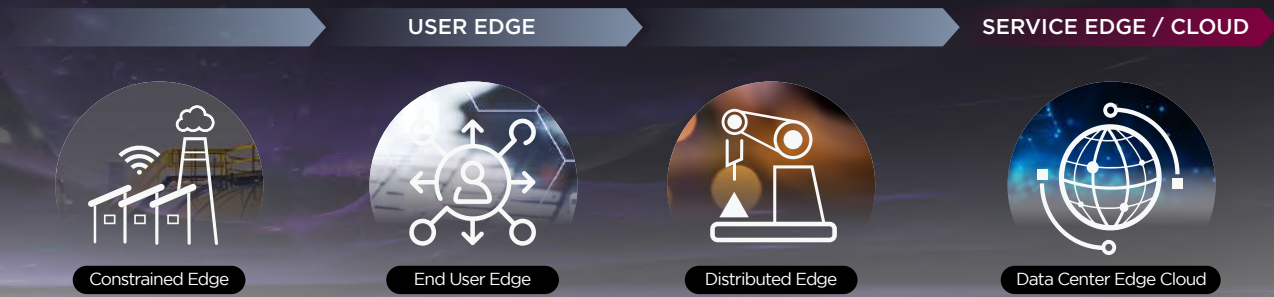 USER EDGE
SERVICE EDGE / CLOUD
Constrained Edge
End User Edge
Distributed Edge
Data Center Edge Cloud